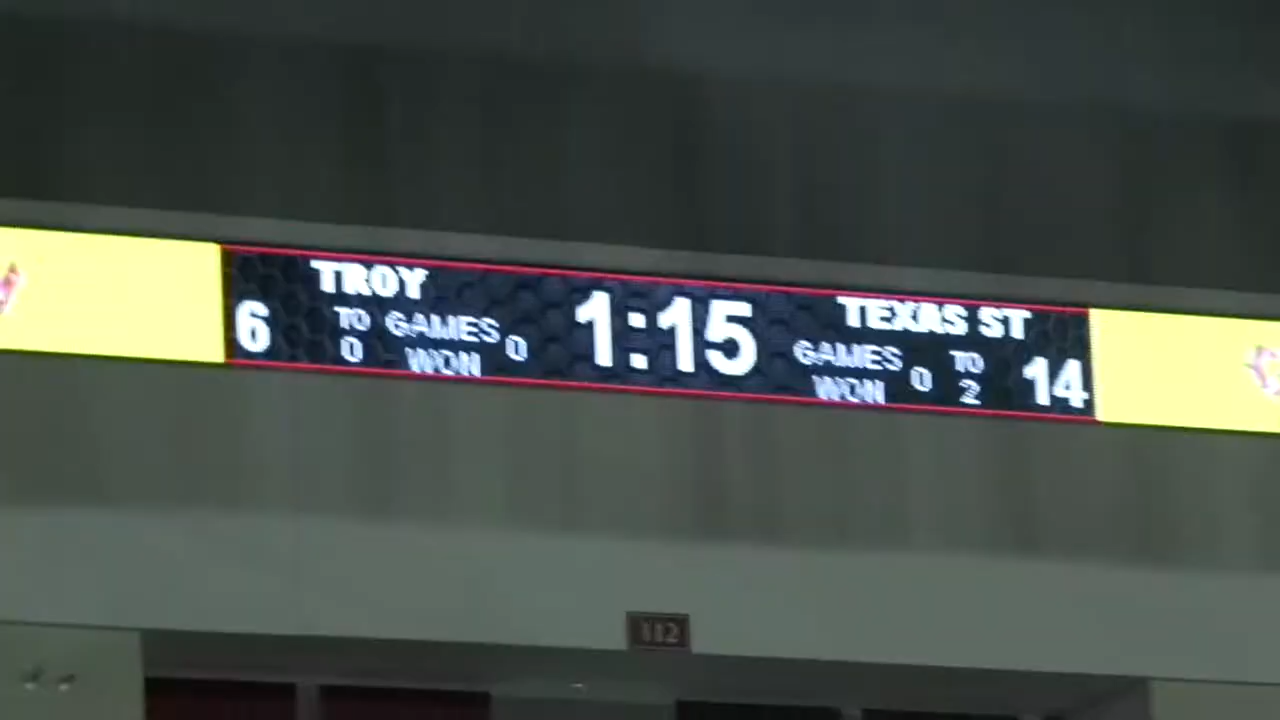 TROY
6 TO 0 GAMES WON 0
1:15
TEXAS ST
GAMES WON 0 TO 2 14
112